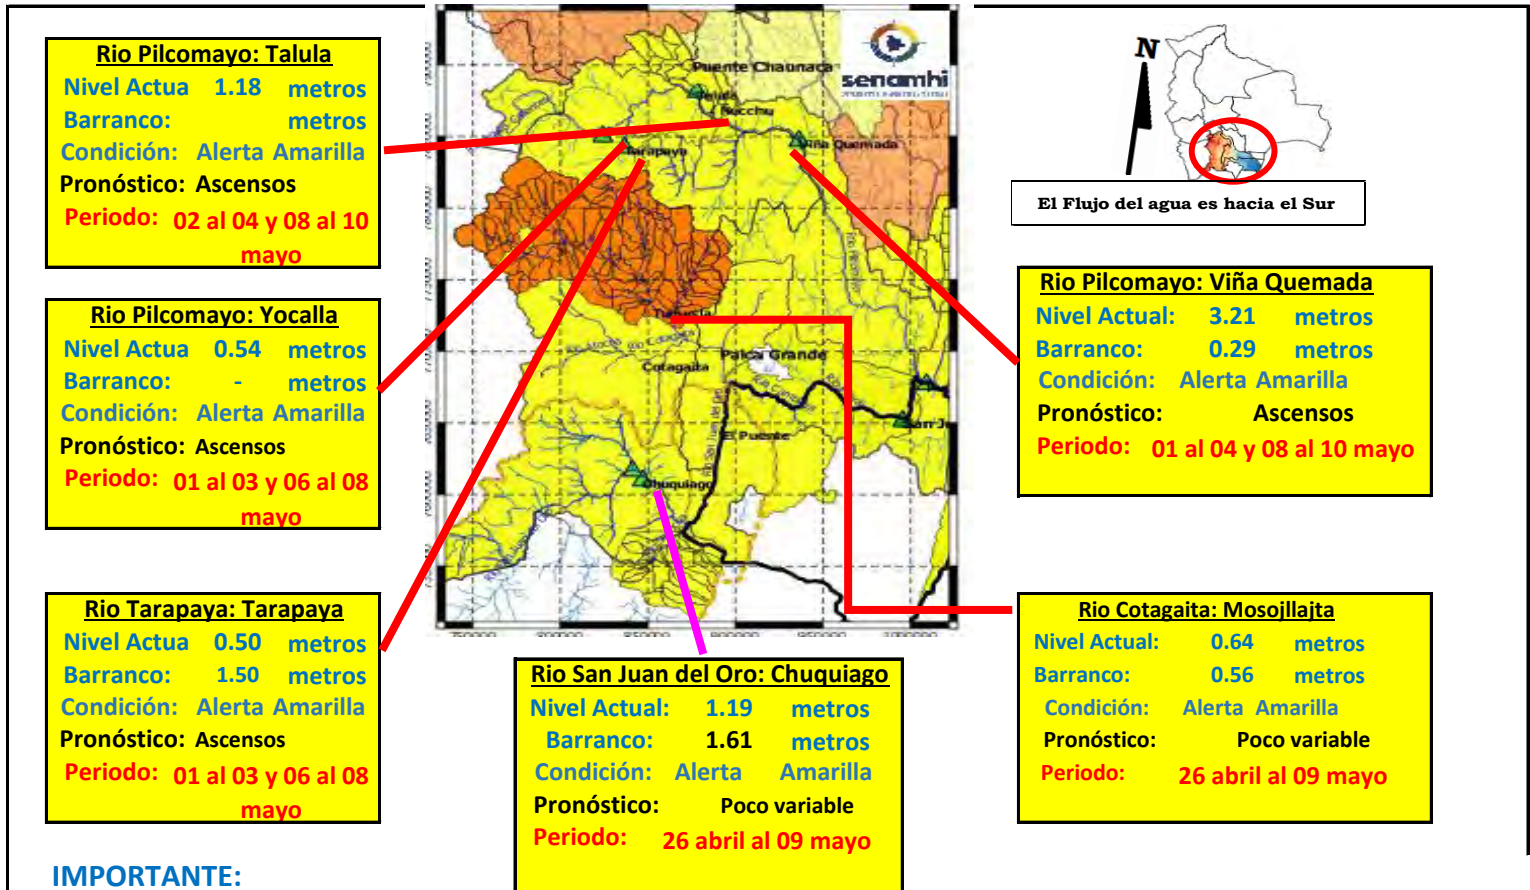 Rio Pilcomayo: Talula
Nivel Actua 1.18 metros
Barranco: metros
Condición: Alerta Amarilla
Pronóstico: Ascensos
Periodo: 02 al 04 y 08 al 10
mayo
Rio Pilcomayo: Yocalla
Nivel Actua 0.54 metros
Barranco: - metros
Condición: Alerta Amarilla
Pronóstico: Ascensos
Periodo: 01 al 03 y 06 al 08
mayo
Rio Tarapaya: Tarapaya
Nivel Actua 0.50 metros
Barranco: 1.50 metros
Condición: Alerta Amarilla
Pronóstico: Ascensos
Periodo: 01 al 03 y 06 al 08
mayo
senamhi
Puente Chaunaca
Talula
Ñucchu
Tarapaya
Viña Quemada
Tumusla
Cotagaita
Palca Grande
El Puente
Chuquiago
Rio San Juan del Oro: Chuquiago
Nivel Actual: 1.19 metros
Barranco: 1.61 metros
Condición: Alerta Amarilla
Pronóstico: Poco variable
Periodo: 26 abril al 09 mayo
N
El Flujo del agua es hacia el Sur
Rio Pilcomayo: Viña Quemada
Nivel Actual: 3.21 metros
Barranco: 0.29 metros
Condición: Alerta Amarilla
Pronóstico: Ascensos
Periodo: 01 al 04 y 08 al 10 mayo
Rio Cotagaita: Mosojllajta
Nivel Actual: 0.64 metros
Barranco: 0.56 metros
Condición: Alerta Amarilla
Pronóstico: Poco variable
Periodo: 26 abril al 09 mayo
IMPORTANTE: